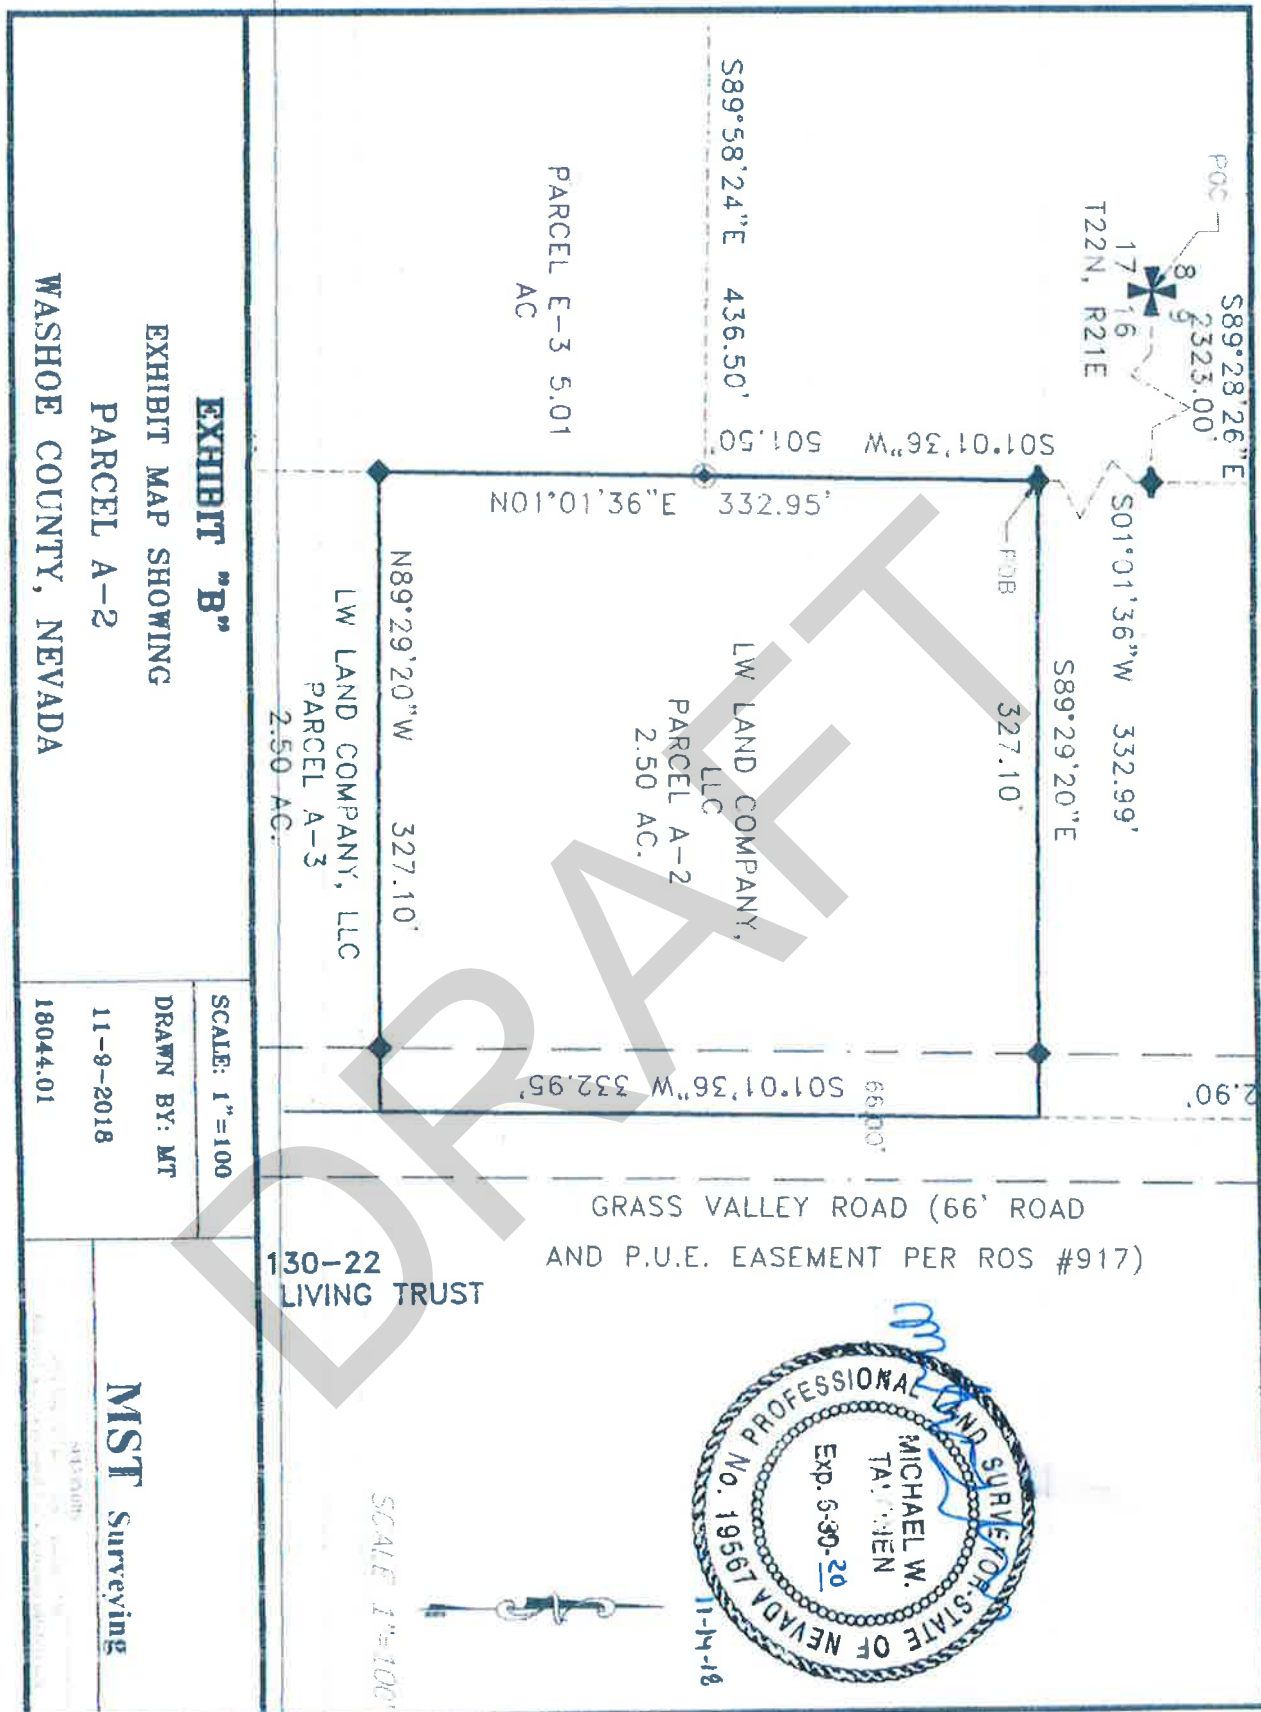 POC
S89°28'26"E
2323.00'
8
9
17
16
T22N, R21E
S01°01'36"W 332.99'
2.90'
S89°29'20"E
327.10'
POB
S01°01'36"W 501.50
S89°58'24"E 436.50'
N01°01'36"E 332.95'
PARCEL E-3 5.01
AC
LW LAND COMPANY,
LLC
PARCEL A-2
2.50 AC.
66.00'
S01°01'36"W 332.95'
GRASS VALLEY ROAD (66' ROAD
AND P.U.E. EASEMENT PER ROS #917)
N89°29'20"W 327.10'
LW LAND COMPANY, LLC
PARCEL A-3
2.50 AC.
130-22
LIVING TRUST
PROFESSIONAL LAND SURVEYOR-STATE OF NEVADA
MICHAEL W.
Exp. 6-30-20
No. 19567
11-14-18
SCALE 1"=100'
DRAFT
EXHIBIT "B"
EXHIBIT MAP SHOWING
PARCEL A-2
WASHOE COUNTY, NEVADA
SCALE: 1"=100
DRAWN BY: MT
11-9-2018
18044.01
MST Surveying